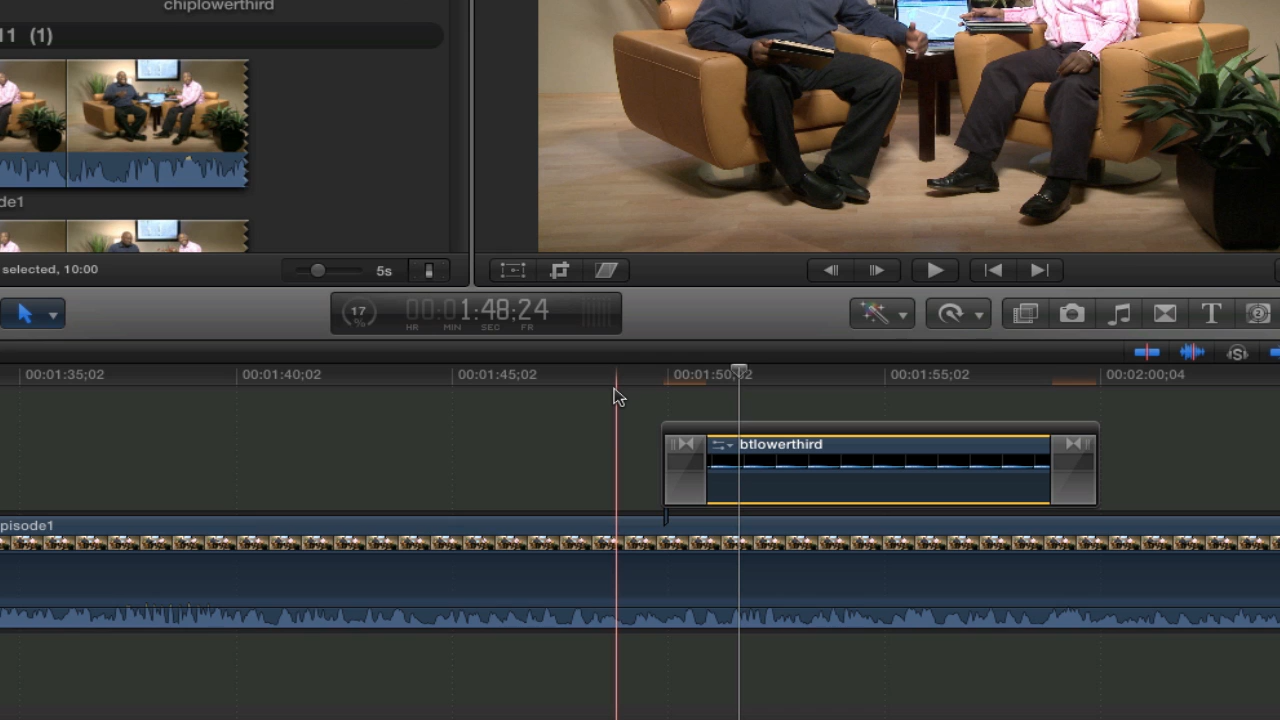 chiplowerthird
11 (1)
de1
selected, 10:00
5s
17
%
00:01:48;24
HR MIN SEC FR
00:01:35;02
00:01:40;02
00:01:45;02
00:01:50;02
00:01:55;02
00:02:00;04
btlowerthird
pisode1